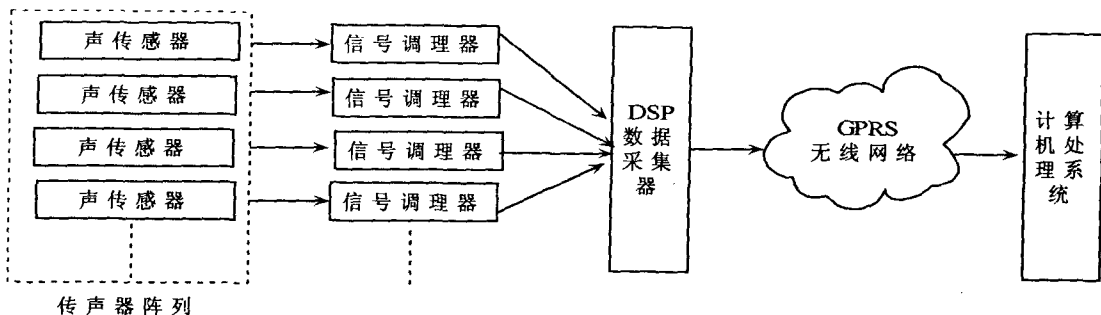 声传感器
声传感器
声传感器
声传感器
传声器阵列
信号调理器
信号调理器
信号调理器
信号调理器
DSP
数据
采集
器
GPRS
无线网络
计算
机处
理系
统